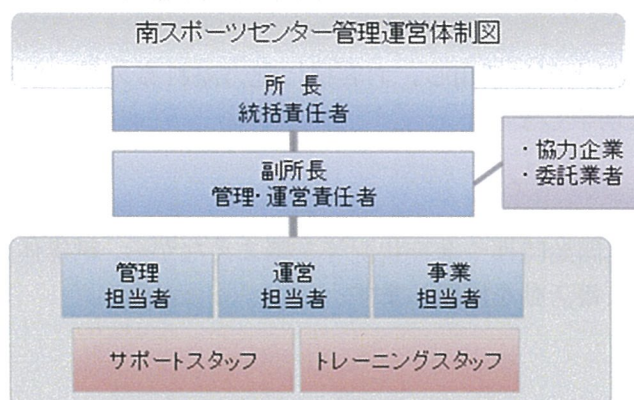 南スポーツセンター管理運営体制図
所 長
統括責任者
副所長
管理・運営責任者
・協力企業
・委託業者
管理
担当者
運営
担当者
事業
担当者
サポートスタッフ
トレーニングスタッフ